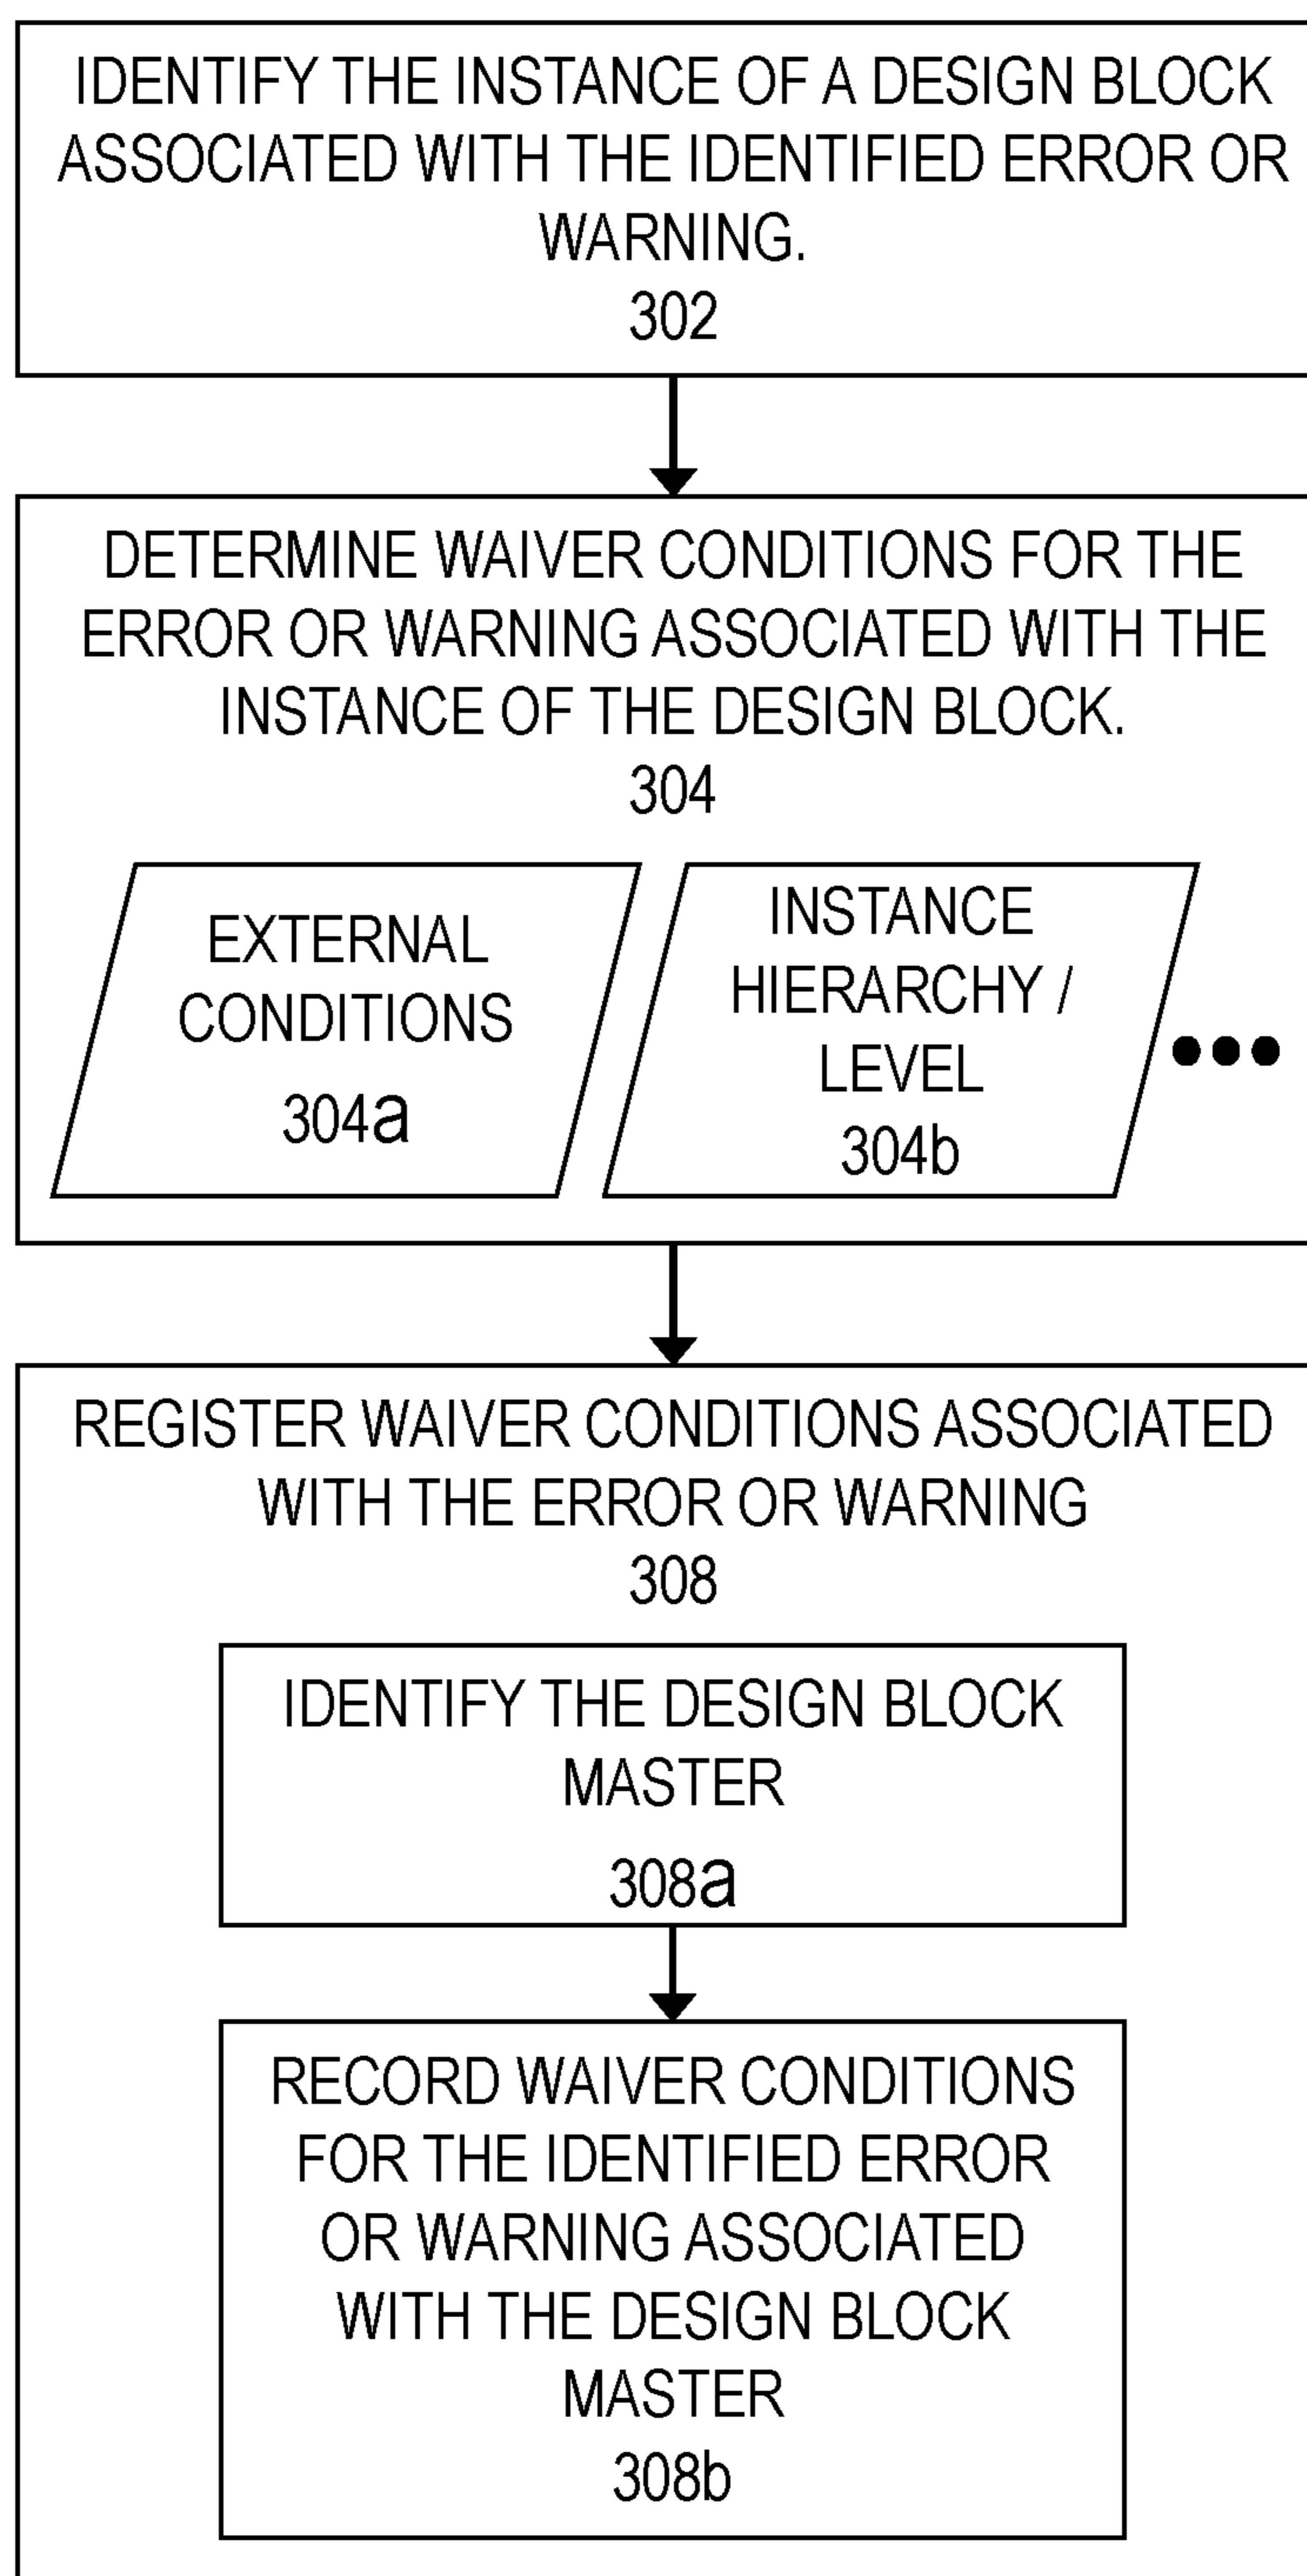 IDENTIFY THE INSTANCE OF A DESIGN BLOCK
ASSOCIATED WITH THE IDENTIFIED ERROR OR
WARNING.
302
DETERMINE WAIVER CONDITIONS FOR THE
ERROR OR WARNING ASSOCIATED WITH THE
INSTANCE OF THE DESIGN BLOCK.
304
EXTERNAL
CONDITIONS
304a
INSTANCE
HIERARCHY /
LEVEL
304b
REGISTER WAIVER CONDITIONS ASSOCIATED
WITH THE ERROR OR WARNING
308
IDENTIFY THE DESIGN BLOCK
MASTER
308a
RECORD WAIVER CONDITIONS
FOR THE IDENTIFIED ERROR
OR WARNING ASSOCIATED
WITH THE DESIGN BLOCK
MASTER
308b